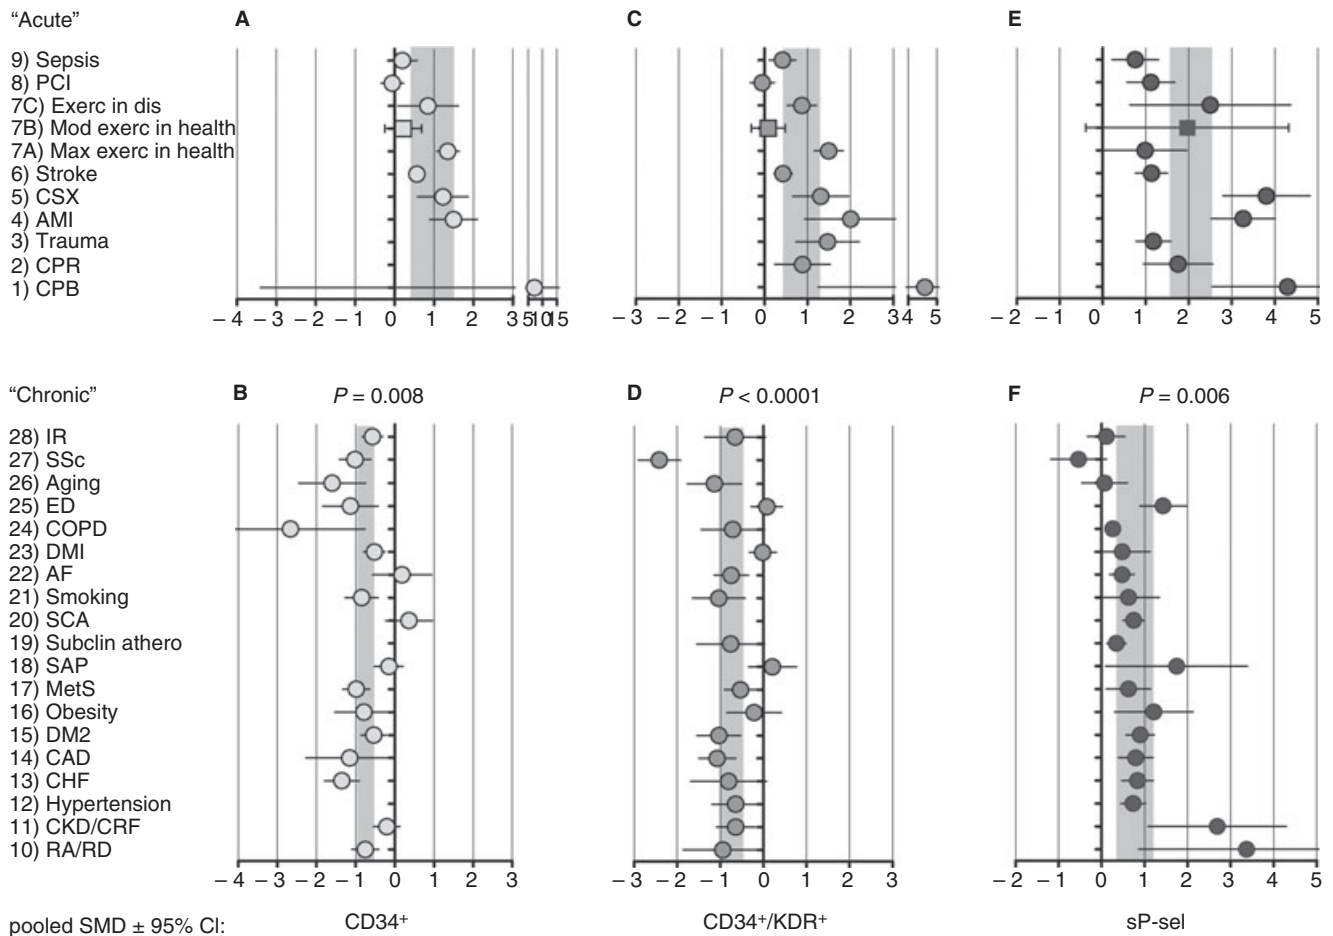 “Acute” A C E
9) Sepsis
8) PCI
7C) Exerc in dis
7B) Mod exerc in health
7A) Max exerc in health
6) Stroke
5) CSX
4) AMI
3) Trauma
2) CPR
1) CPB
– 4 – 3 – 2 – 1 0 1 2 3 5 10 15 – 3 – 2 – 1 0 1 2 3 4 5 – 2 – 1 0 1 2 3 4 5
“Chronic” B P = 0.008 D P < 0.0001 F P = 0.006
28) IR
27) SSc
26) Aging
25) ED
24) COPD
23) DMI
22) AF
21) Smoking
20) SCA
19) Subclin athero
18) SAP
17) MetS
16) Obesity
15) DM2
14) CAD
13) CHF
12) Hypertension
11) CKD/CRF
10) RA/RD
– 4 – 3 – 2 – 1 0 1 2 3 – 3 – 2 – 1 0 1 2 3 – 2 – 1 0 1 2 3 4 5
pooled SMD ± 95% CI: CD34⁺ CD34⁺/KDR⁺ sP-sel